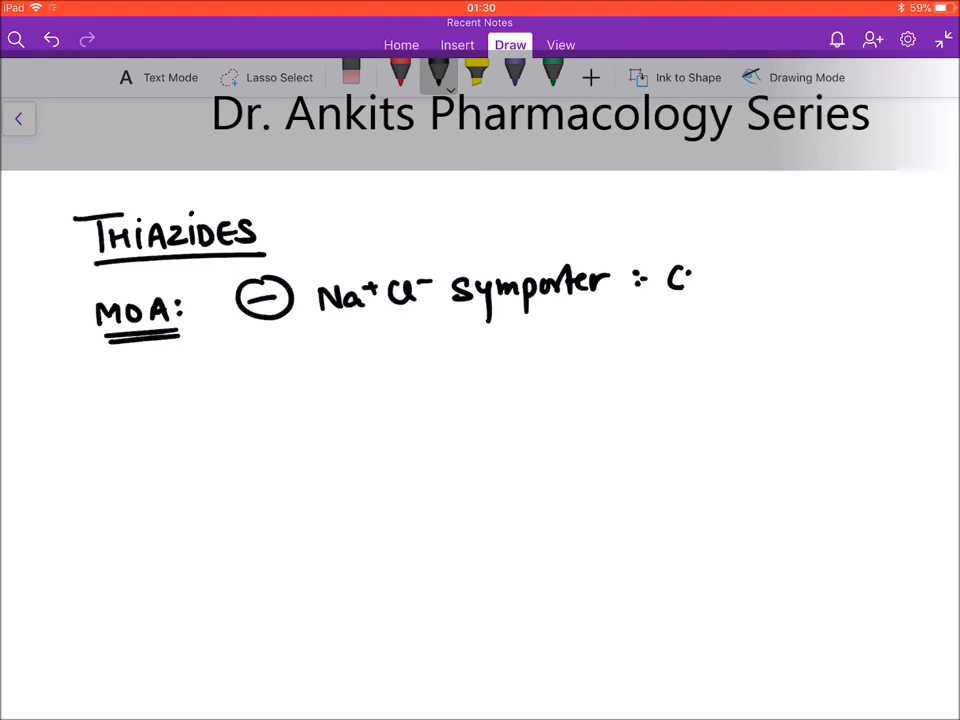 iPad 01:30 59%
Recent Notes
Home Insert Draw View
Text Mode Lasso Select Ink to Shape Drawing Mode
Dr. Ankits Pharmacology Series
THiAZiDES
MOA: ⊖ Na⁺Cl⁻ Symporter : C